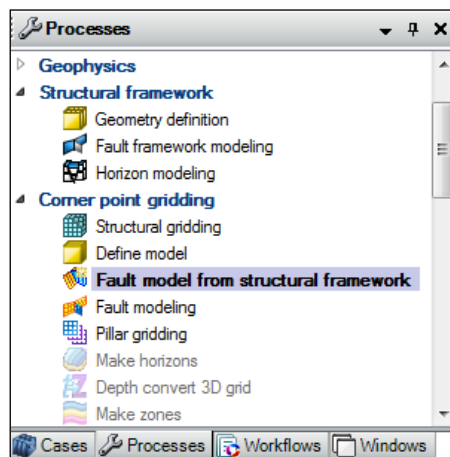 Processes
Geophysics
Structural framework
Geometry definition
Fault framework modeling
Horizon modeling
Corner point gridding
Structural gridding
Define model
Fault model from structural framework
Fault modeling
Pillar gridding
Make horizons
Depth convert 3D grid
Make zones
Cases Processes Workflows Windows